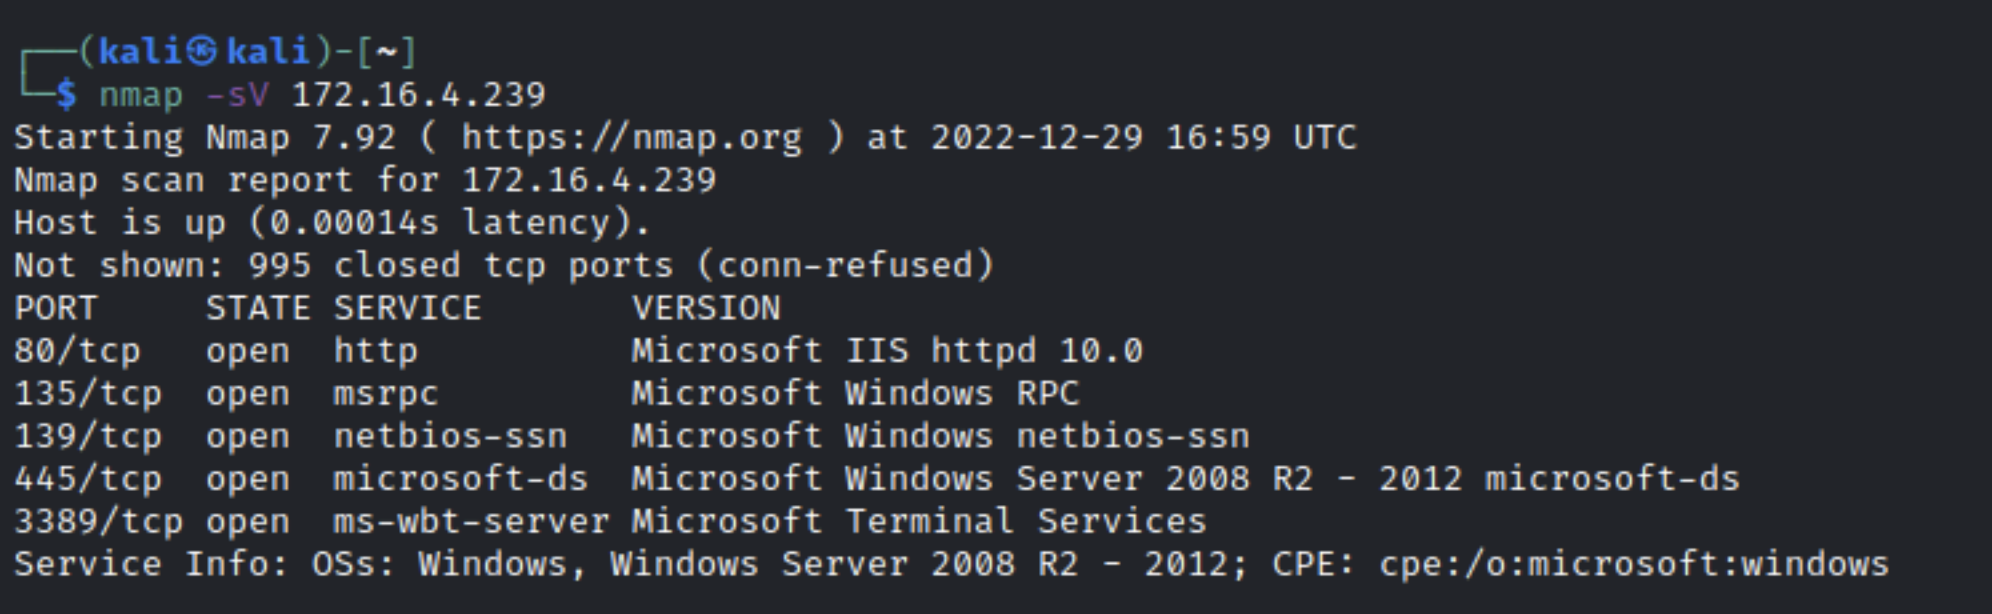 ┌──(kali㉿kali)-[~]
└─$ nmap -sV 172.16.4.239
Starting Nmap 7.92 ( https://nmap.org ) at 2022-12-29 16:59 UTC
Nmap scan report for 172.16.4.239
Host is up (0.00014s latency).
Not shown: 995 closed tcp ports (conn-refused)
PORT     STATE SERVICE       VERSION
80/tcp   open  http          Microsoft IIS httpd 10.0
135/tcp  open  msrpc         Microsoft Windows RPC
139/tcp  open  netbios-ssn   Microsoft Windows netbios-ssn
445/tcp  open  microsoft-ds  Microsoft Windows Server 2008 R2 - 2012 microsoft-ds
3389/tcp open  ms-wbt-server Microsoft Terminal Services
Service Info: OSs: Windows, Windows Server 2008 R2 - 2012; CPE: cpe:/o:microsoft:windows